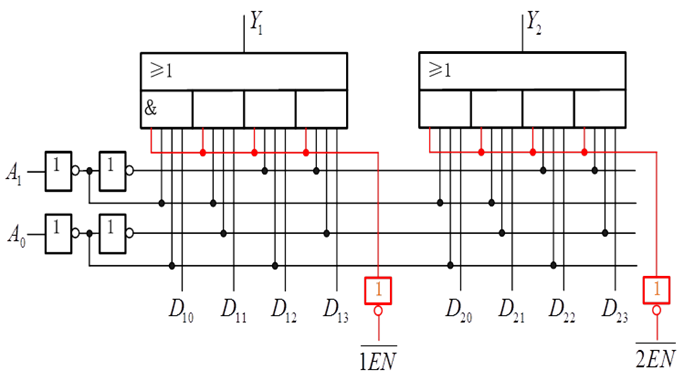 Y₁ Y₂
≥1 ≥1
&
A₁ 1 1
A₀ 1 1
1 1
D₁₀ D₁₁ D₁₂ D₁₃ D₂₀ D₂₁ D₂₂ D₂₃
1EN 2EN